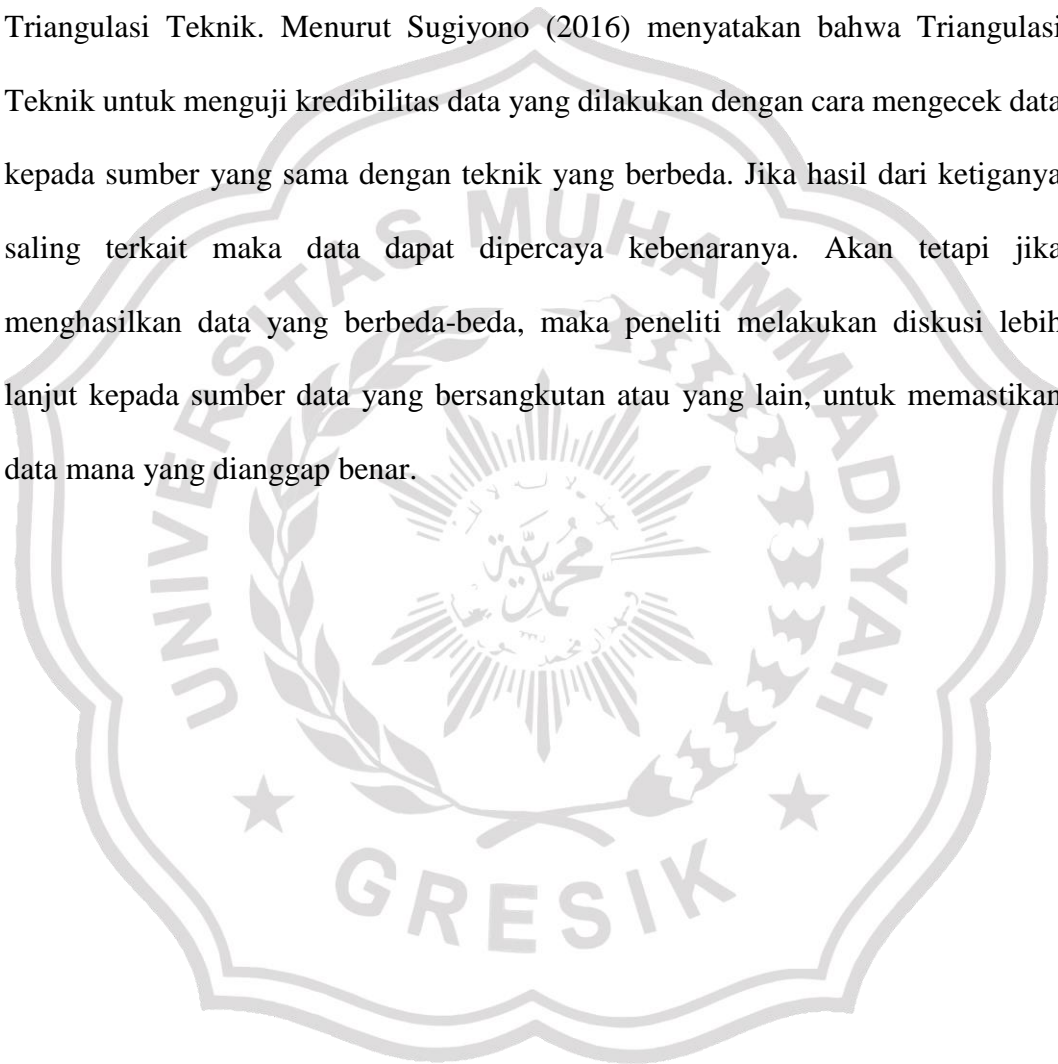 Triangulasi Teknik. Menurut Sugiyono (2016) menyatakan bahwa Triangulasi
Teknik untuk menguji kredibilitas data yang dilakukan dengan cara mengecek data
kepada sumber yang sama dengan teknik yang berbeda. Jika hasil dari ketiganya
saling terkait maka data dapat dipercaya kebenaranya. Akan tetapi jika
menghasilkan data yang berbeda-beda, maka peneliti melakukan diskusi lebih
lanjut kepada sumber data yang bersangkutan atau yang lain, untuk memastikan
data mana yang dianggap benar.
UNIVERSITAS MUHAMMADIYAH
محمدية
GRESIK